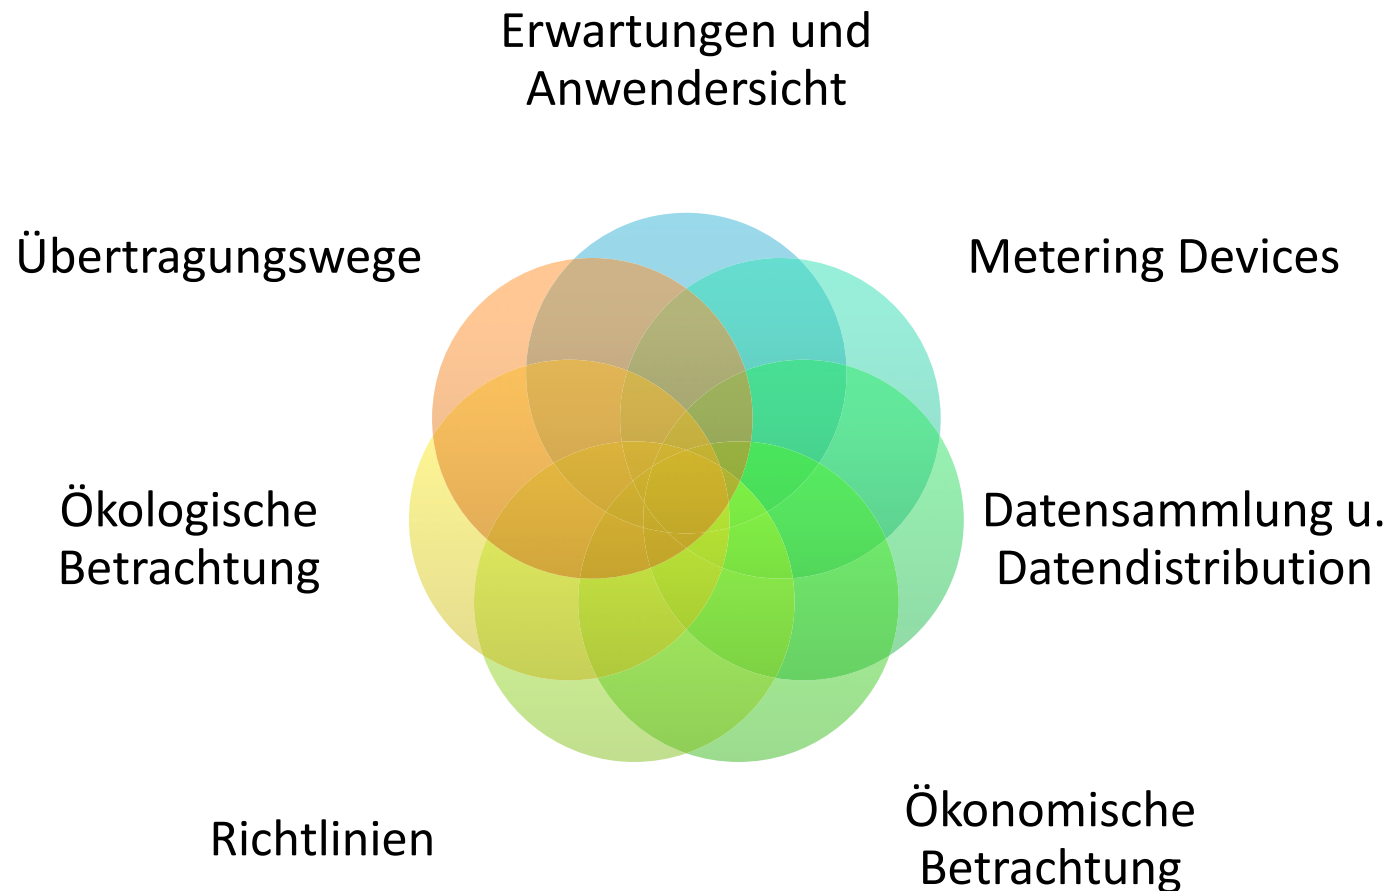 Erwartungen und
Anwendersicht
Übertragungswege
Metering Devices
Ökologische
Betrachtung
Datensammlung u.
Datendistribution
Richtlinien
Ökonomische
Betrachtung